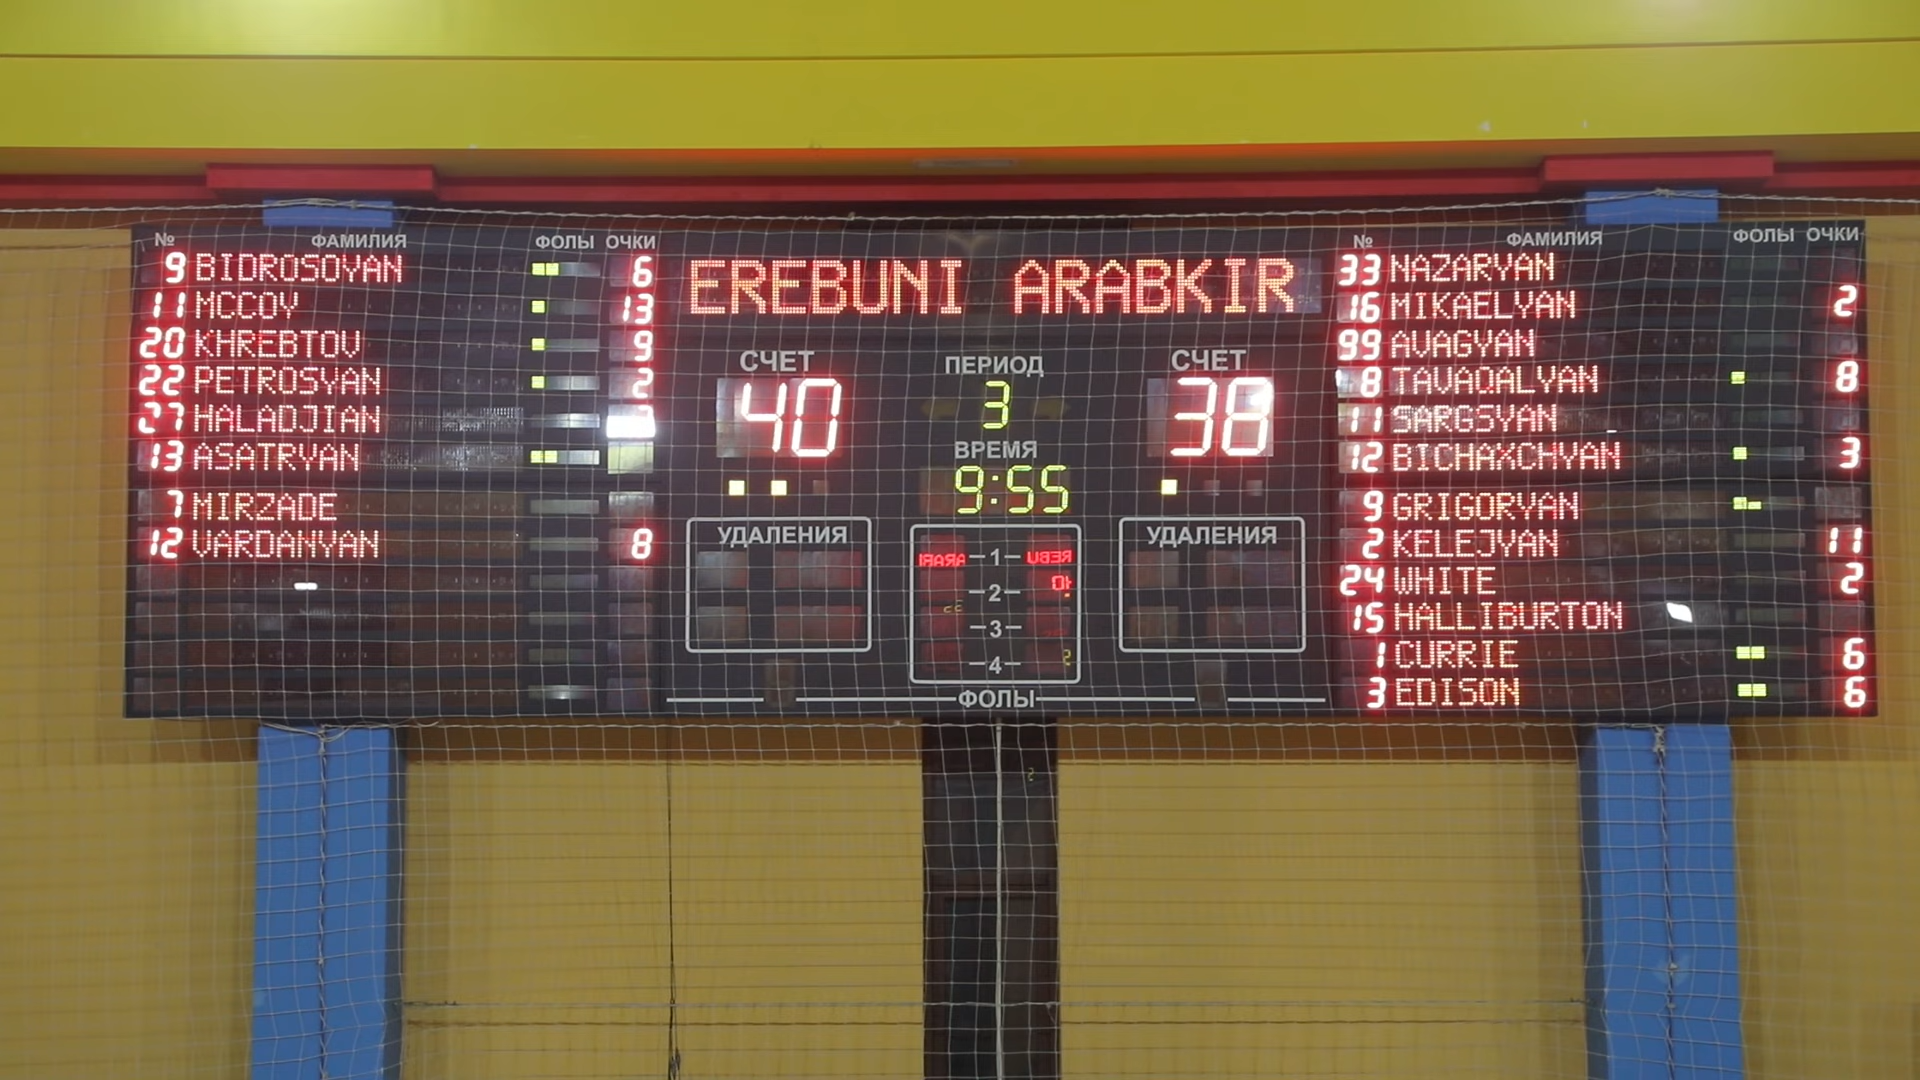 № ФАМИЛИЯ ФОЛЫ ОЧКИ
9 BIDROSOVAN 6
11 MCCOY 13
20 KHREBTOV 9
22 PETROSYAN 2
27 HALADJIAN
13 ASATRYAN
7 MIRZADE
12 VARDANYAN 8
EREBUNI ARABKIR
СЧЕТ ПЕРИОД СЧЕТ
40 3 38
ВРЕМЯ
9:55
УДАЛЕНИЯ УДАЛЕНИЯ
1
2
3
4
ФОЛЫ
№ ФАМИЛИЯ ФОЛЫ ОЧКИ
33 NAZARYAN
16 MIKAELYAN 2
99 AVAGYAN
8 TAVAQALYAN 8
11 SARGSYAN
12 BICHAXCHYAN 3
9 GRIGORYAN
2 KELEJYAN 11
24 WHITE 2
15 HALLIBURTON
1 CURRIE 6
3 EDISON 6